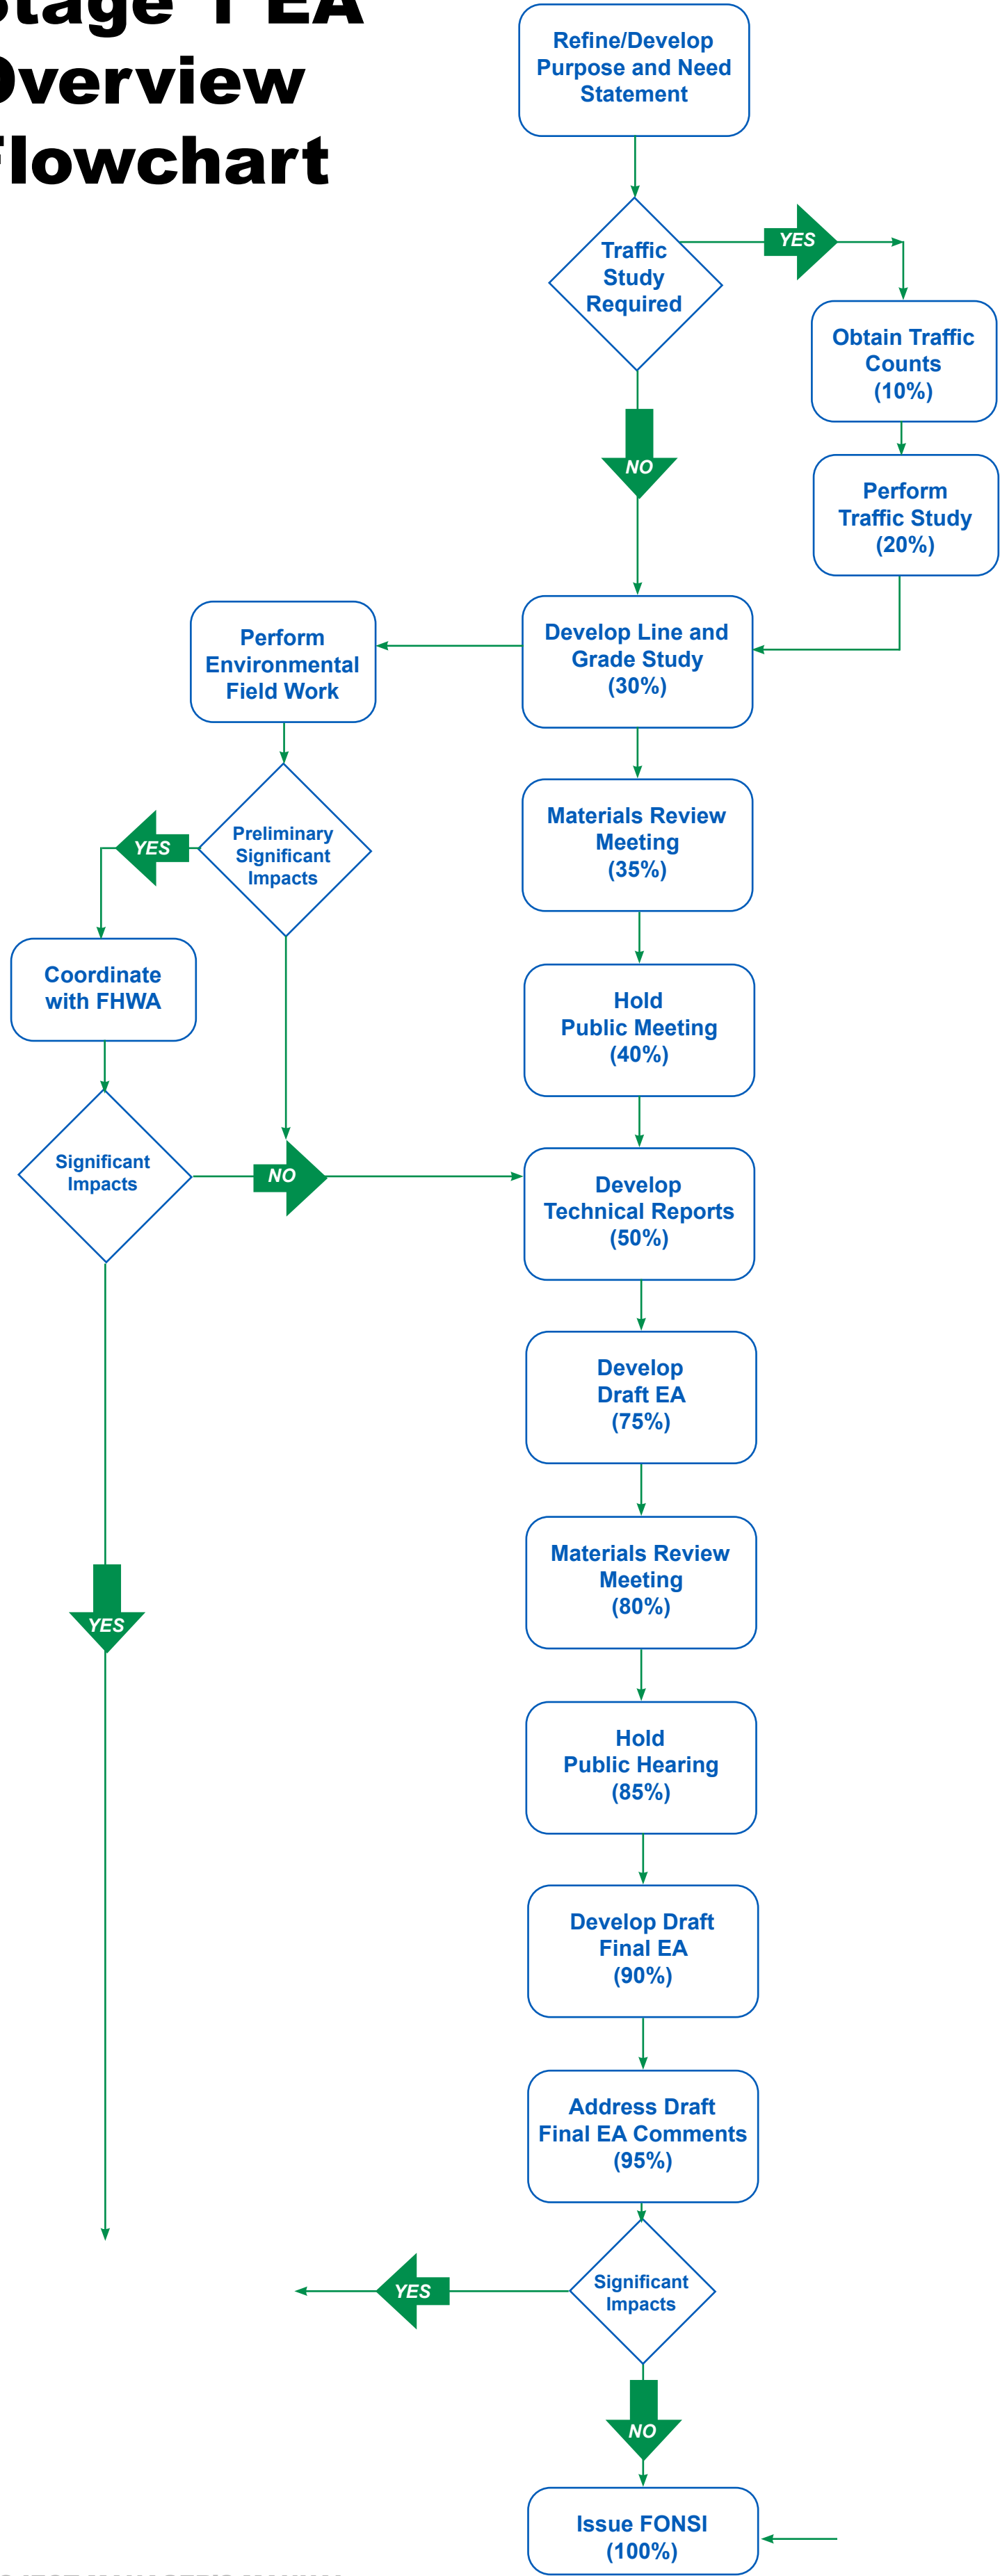 Stage 1 EA
Overview
Flowchart
Refine/Develop
Purpose and Need
Statement
Traffic
Study
Required
YES
Obtain Traffic
Counts
(10%)
NO
Perform
Traffic Study
(20%)
Perform
Environmental
Field Work
Develop Line and
Grade Study
(30%)
Preliminary
Significant
Impacts
YES
Materials Review
Meeting
(35%)
Coordinate
with FHWA
Hold
Public Meeting
(40%)
Significant
Impacts
NO
Develop
Technical Reports
(50%)
Develop
Draft EA
(75%)
Materials Review
Meeting
(80%)
YES
Hold
Public Hearing
(85%)
Develop Draft
Final EA
(90%)
Address Draft
Final EA Comments
(95%)
Significant
Impacts
YES
NO
Issue FONSI
(100%)
MANAGER'S MANUAL